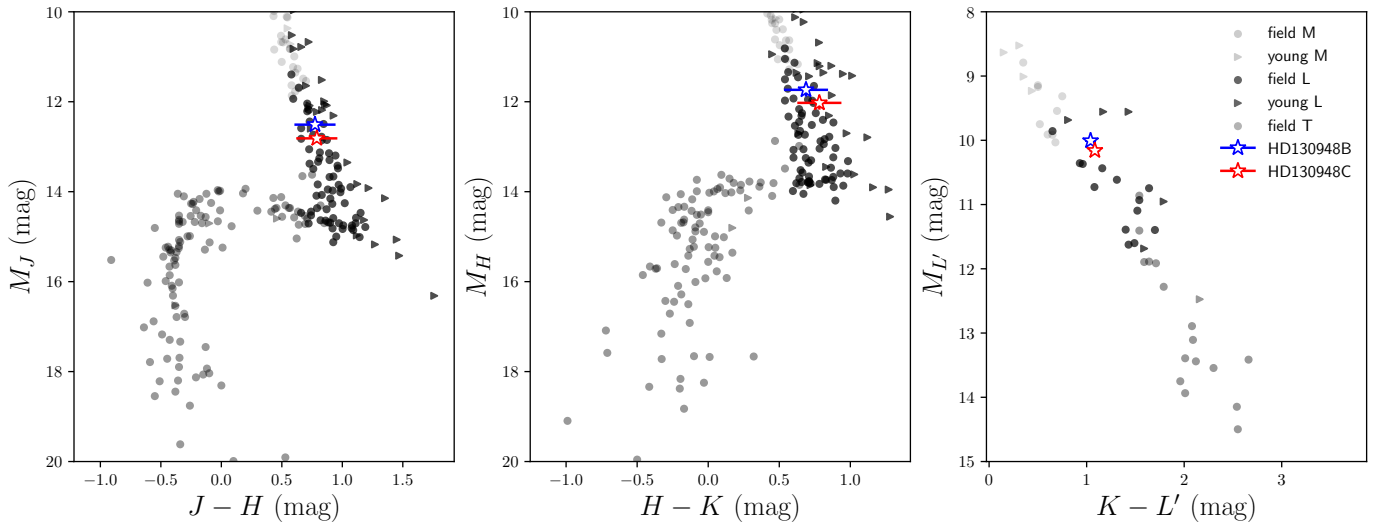 10
12
14
16
18
20
M_J (mag)
−1.0 −0.5 0.0 0.5 1.0 1.5
J − H (mag)
10
12
14
16
18
20
M_H (mag)
−1.0 −0.5 0.0 0.5 1.0
H − K (mag)
8
9
10
11
12
13
14
15
M_{L′} (mag)
0 1 2 3
K − L′ (mag)
field M
young M
field L
young L
field T
HD130948B
HD130948C